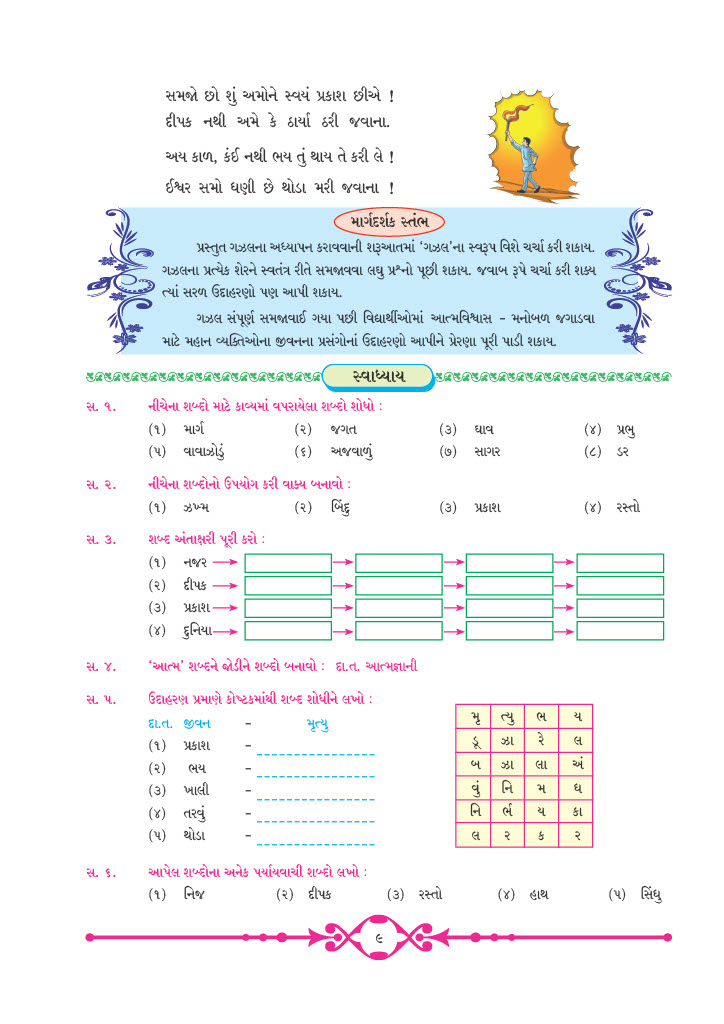 સમજો છો શું અમોને સ્વયં પ્રકાશ છીએ !
દીપક નથી અમે કે ઠાર્યા ઠરી જવાના.
અય કાળ, કંઈ નથી ભય તું થાય તે કરી લે !
ઈશ્વર સમો ધણી છે થોડા મરી જવાના !
માર્ગદર્શક સ્તંભ
પ્રસ્તુત ગઝલના અધ્યાપન કરાવવાની શરૂઆતમાં ‘ગઝલ’ના સ્વરૂપ વિશે ચર્ચા કરી શકાય.
ગઝલના પ્રત્યેક શેરને સ્વતંત્ર રીતે સમજાવવા લઘુ પ્રશ્નો પૂછી શકાય. જવાબ રૂપે ચર્ચા કરી શક્ય
ત્યાં સરળ ઉદાહરણો પણ આપી શકાય.
ગઝલ સંપૂર્ણ સમજાવાઈ ગયા પછી વિદ્યાર્થીઓમાં આત્મવિશ્વાસ – મનોબળ જગાડવા
માટે મહાન વ્યક્તિઓના જીવનના પ્રસંગોનાં ઉદાહરણો આપીને પ્રેરણા પૂરી પાડી શકાય.
સ્વાધ્યાય
સ. ૧. નીચેના શબ્દો માટે કાવ્યમાં વપરાયેલા શબ્દો શોધો :
(૧) માર્ગ (૨) જગત (૩) ઘાવ (૪) પ્રભુ
(૫) વાવાઝોડું (૬) અજવાળું (૭) સાગર (૮) ડર
સ. ૨. નીચેના શબ્દોનો ઉપયોગ કરી વાક્ય બનાવો :
(૧) ઝખ્મ (૨) બિંદુ (૩) પ્રકાશ (૪) રસ્તો
સ. ૩. શબ્દ અંતાક્ષરી પૂરી કરો :
(૧) નજર
(૨) દીપક
(૩) પ્રકાશ
(૪) દુનિયા
સ. ૪. ‘આત્મ’ શબ્દને જોડીને શબ્દો બનાવો : દા.ત. આત્મજ્ઞાની
સ. ૫. ઉદાહરણ પ્રમાણે કોષ્ટકમાંથી શબ્દ શોધીને લખો :
દા.ત. જીવન – મૃત્યુ
(૧) પ્રકાશ –
(૨) ભય –
(૩) ખાલી –
(૪) તરવું –
(૫) થોડા –
મૃ ત્યુ ભ ય
ડૂ ઝા રે લ
બ ઝા લા અં
વું નિ મ ધ
નિ ર્ભ ય કા
લ ર ક ર
સ. ૬. આપેલ શબ્દોના અનેક પર્યાયવાચી શબ્દો લખો :
(૧) નિજ (૨) દીપક (૩) રસ્તો (૪) હાથ (૫) સિંધુ
૯